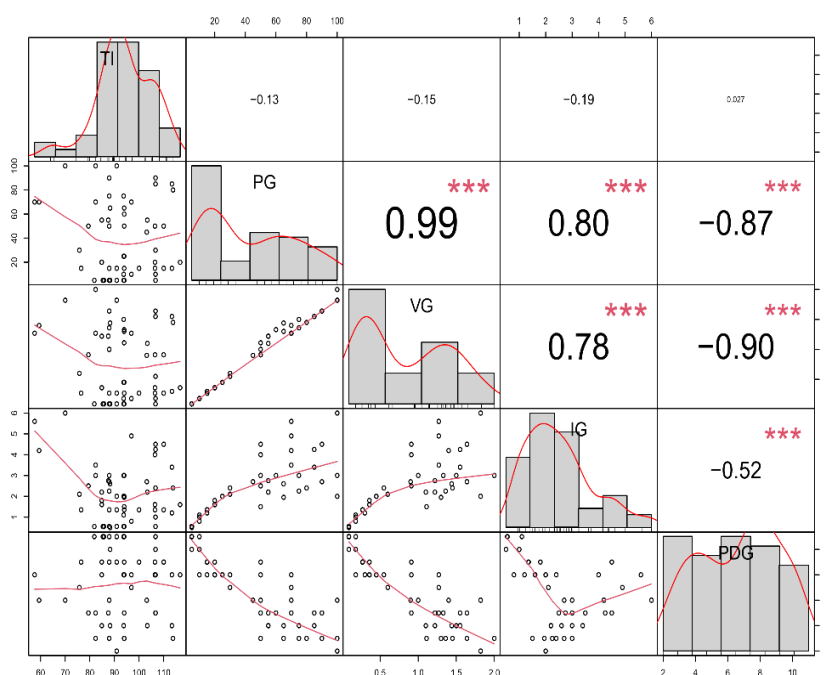 20 40 60 80 100 1 2 3 4 5 6
TI
−0.13 −0.15 −0.19 0.027
20 40 60 80 100
PG
0.99 *** 0.80 *** −0.87 ***
VG
0.78 *** −0.90 ***
1 2 3 4 5 6
IG
−0.52 ***
PDG
60 70 80 90 100 110 0.5 1.0 1.5 2.0 2 4 6 8 10